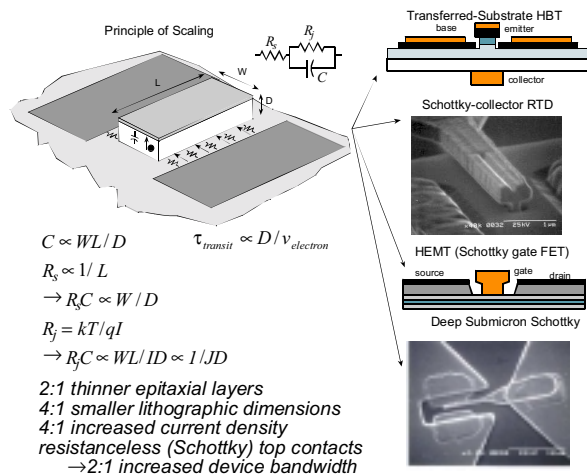 Principle of Scaling
R_s
R_j
C
L
W
D
C ∝ WL / D
τ_transit ∝ D / v_electron
R_s ∝ 1 / L
→ R_sC ∝ W / D
R_j = kT / qI
→ R_jC ∝ WL / ID ∝ 1 / JD
2:1 thinner epitaxial layers
4:1 smaller lithographic dimensions
4:1 increased current density
resistanceless (Schottky) top contacts
→2:1 increased device bandwidth
Transferred-Substrate HBT
base
emitter
collector
Schottky-collector RTD
25kV
1um
HEMT (Schottky gate FET)
source
gate
drain
Deep Submicron Schottky